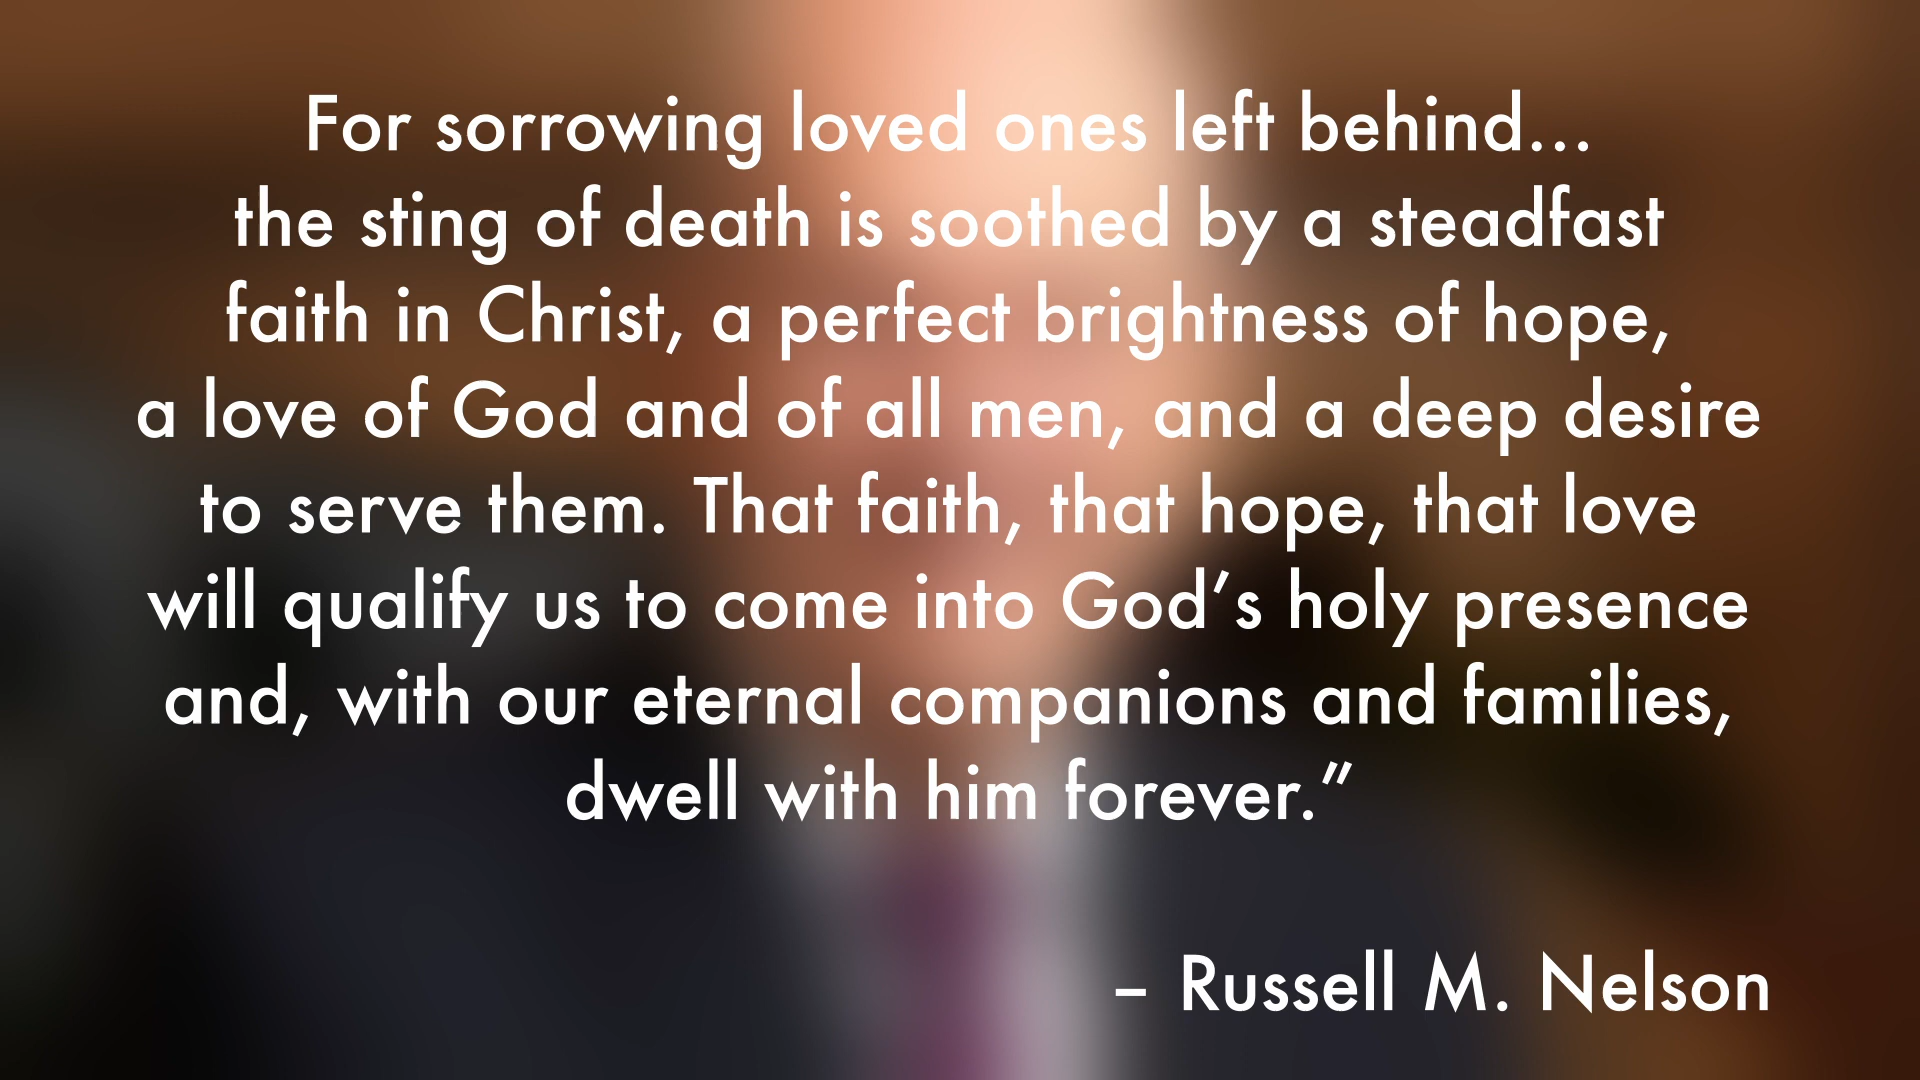 For sorrowing loved ones left behind...
the sting of death is soothed by a steadfast
faith in Christ, a perfect brightness of hope,
a love of God and of all men, and a deep desire
to serve them. That faith, that hope, that love
will qualify us to come into God’s holy presence
and, with our eternal companions and families,
dwell with him forever.”
– Russell M. Nelson